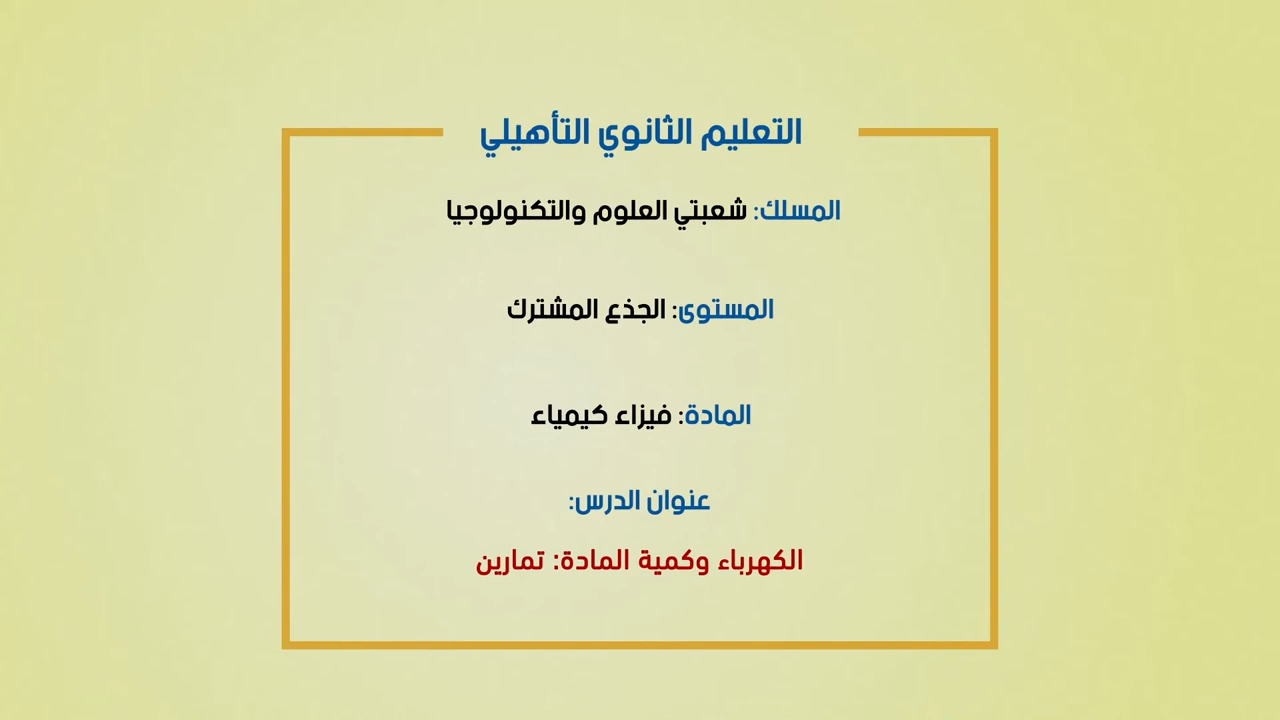 التعليم الثانوي التأهيلي
المسلك: شعبتي العلوم والتكنولوجيا
المستوى: الجذع المشترك
المادة: فيزاء كيمياء
عنوان الدرس:
الكهرباء وكمية المادة: تمارين